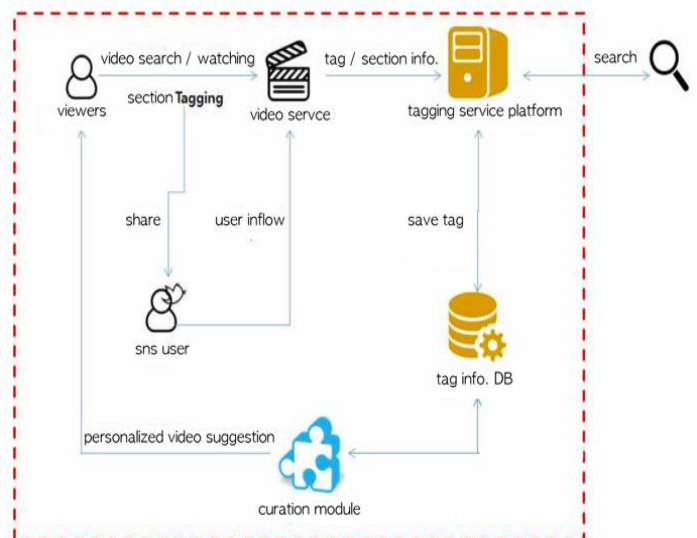 video search / watching
tag / section info.
search
section Tagging
viewers
video servce
tagging service platform
share
user inflow
save tag
sns user
tag info. DB
personalized video suggestion
curation module